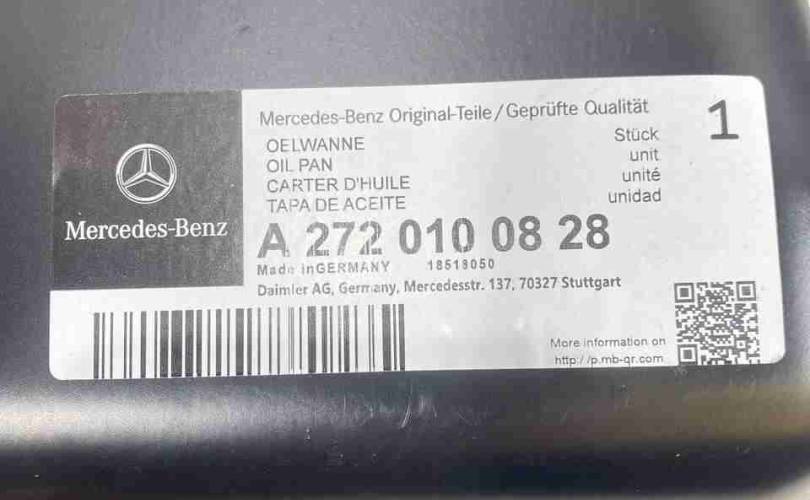 Mercedes-Benz
Mercedes-Benz Original-Teile/Geprüfte Qualität
1
OELWANNE
Stück
OIL PAN
unit
CARTER D'HUILE
unité
TAPA DE ACEITE
unidad
A 272 010 08 28
Made inGERMANY 18518050
Daimler AG, Germany, Mercedesstr. 137, 70327 Stuttgart
More information on
http://p.mb-qr.com